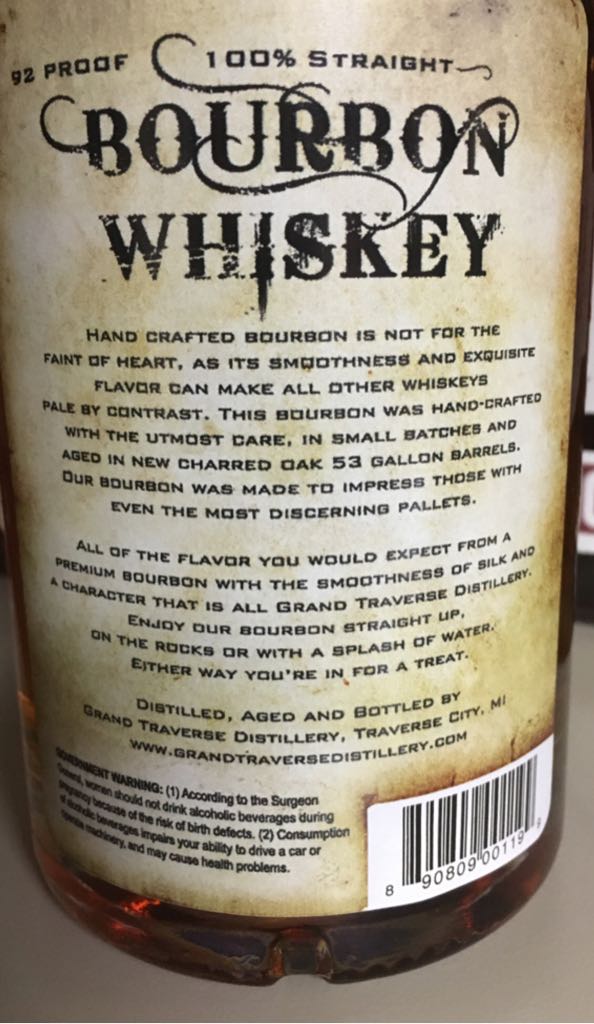 92 PROOF 100% STRAIGHT
BOURBON
WHISKEY
HAND CRAFTED BOURBON IS NOT FOR THE
FAINT OF HEART, AS ITS SMOOTHNESS AND EXQUISITE
FLAVOR CAN MAKE ALL OTHER WHISKEYS
PALE BY CONTRAST. THIS BOURBON WAS HAND-CRAFTED
WITH THE UTMOST CARE, IN SMALL BATCHES AND
AGED IN NEW CHARRED OAK 53 GALLON BARRELS.
OUR BOURBON WAS MADE TO IMPRESS THOSE WITH
EVEN THE MOST DISCERNING PALLETS.
ALL OF THE FLAVOR YOU WOULD EXPECT FROM A
PREMIUM BOURBON WITH THE SMOOTHNESS OF SILK AND
A CHARACTER THAT IS ALL GRAND TRAVERSE DISTILLERY.
ENJOY OUR BOURBON STRAIGHT UP,
ON THE ROCKS OR WITH A SPLASH OF WATER.
EITHER WAY YOU'RE IN FOR A TREAT.
DISTILLED, AGED AND BOTTLED BY
GRAND TRAVERSE DISTILLERY, TRAVERSE CITY, MI
WWW.GRANDTRAVERSEDISTILLERY.COM
GOVERNMENT WARNING: (1) According to the Surgeon
General, women should not drink alcoholic beverages during
pregnancy because of the risk of birth defects. (2) Consumption
of alcoholic beverages impairs your ability to drive a car or
operate machinery, and may cause health problems.
8 90809 00119 9